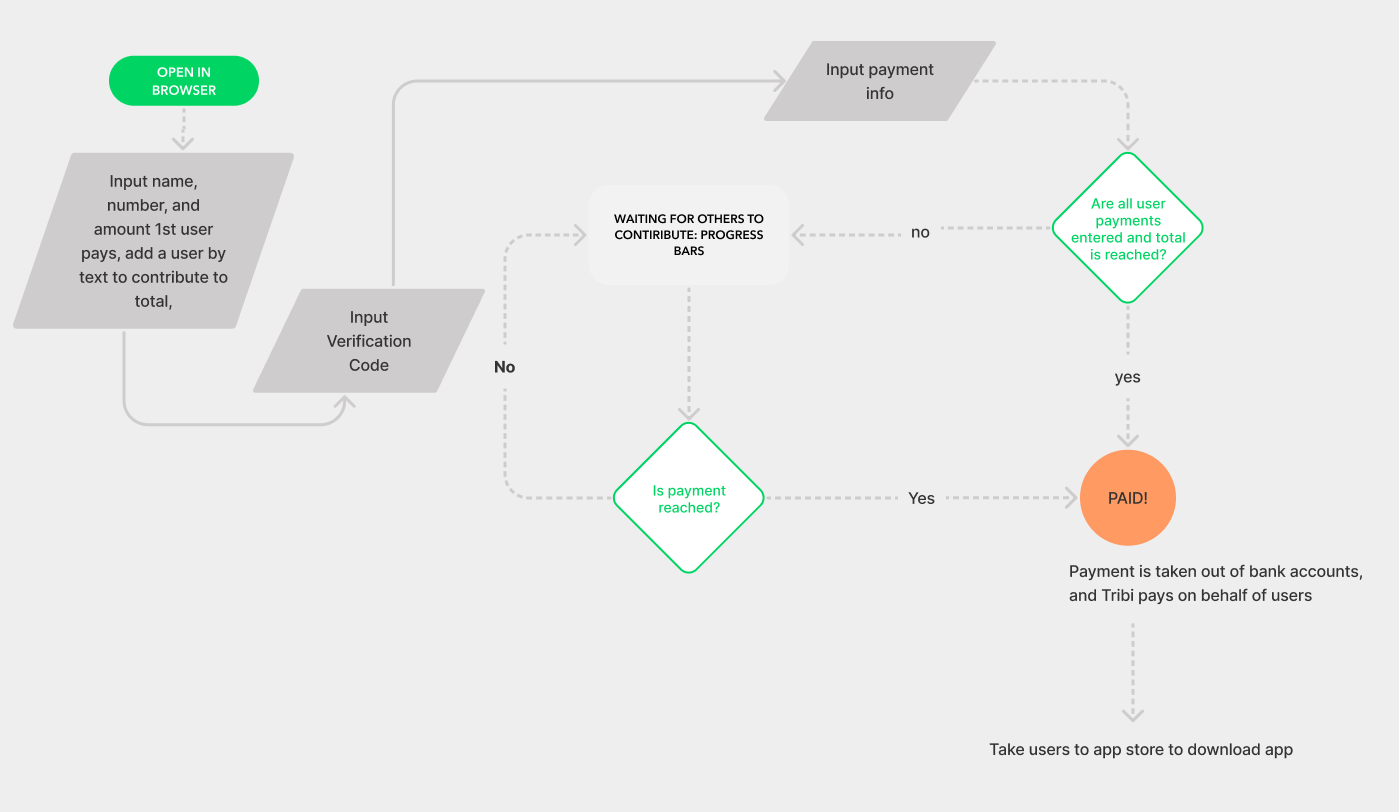 OPEN IN
BROWSER
Input name,
number, and
amount 1st user
pays, add a user by
text to contribute to
total,
Input
Verification
Code
Input payment
info
Are all user
payments
entered and total
is reached?
no
WAITING FOR OTHERS TO
CONTIRIBUTE: PROGRESS
BARS
No
yes
Is payment
reached?
Yes
PAID!
Payment is taken out of bank accounts,
and Tribi pays on behalf of users
Take users to app store to download app